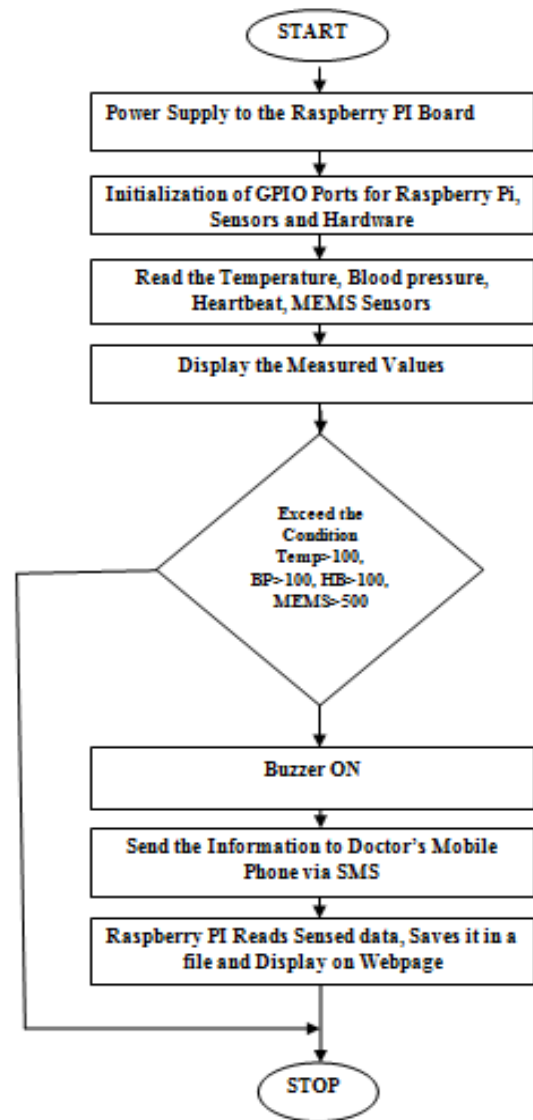 START
Power Supply to the Raspberry PI Board
Initialization of GPIO Ports for Raspberry Pi,
Sensors and Hardware
Read the Temperature, Blood pressure,
Heartbeat, MEMS Sensors
Display the Measured Values
Exceed the
Condition
Temp>100,
BP>100, HB>100,
MEMS>500
Buzzer ON
Send the Information to Doctor's Mobile
Phone via SMS
Raspberry PI Reads Sensed data, Saves it in a
file and Display on Webpage
STOP